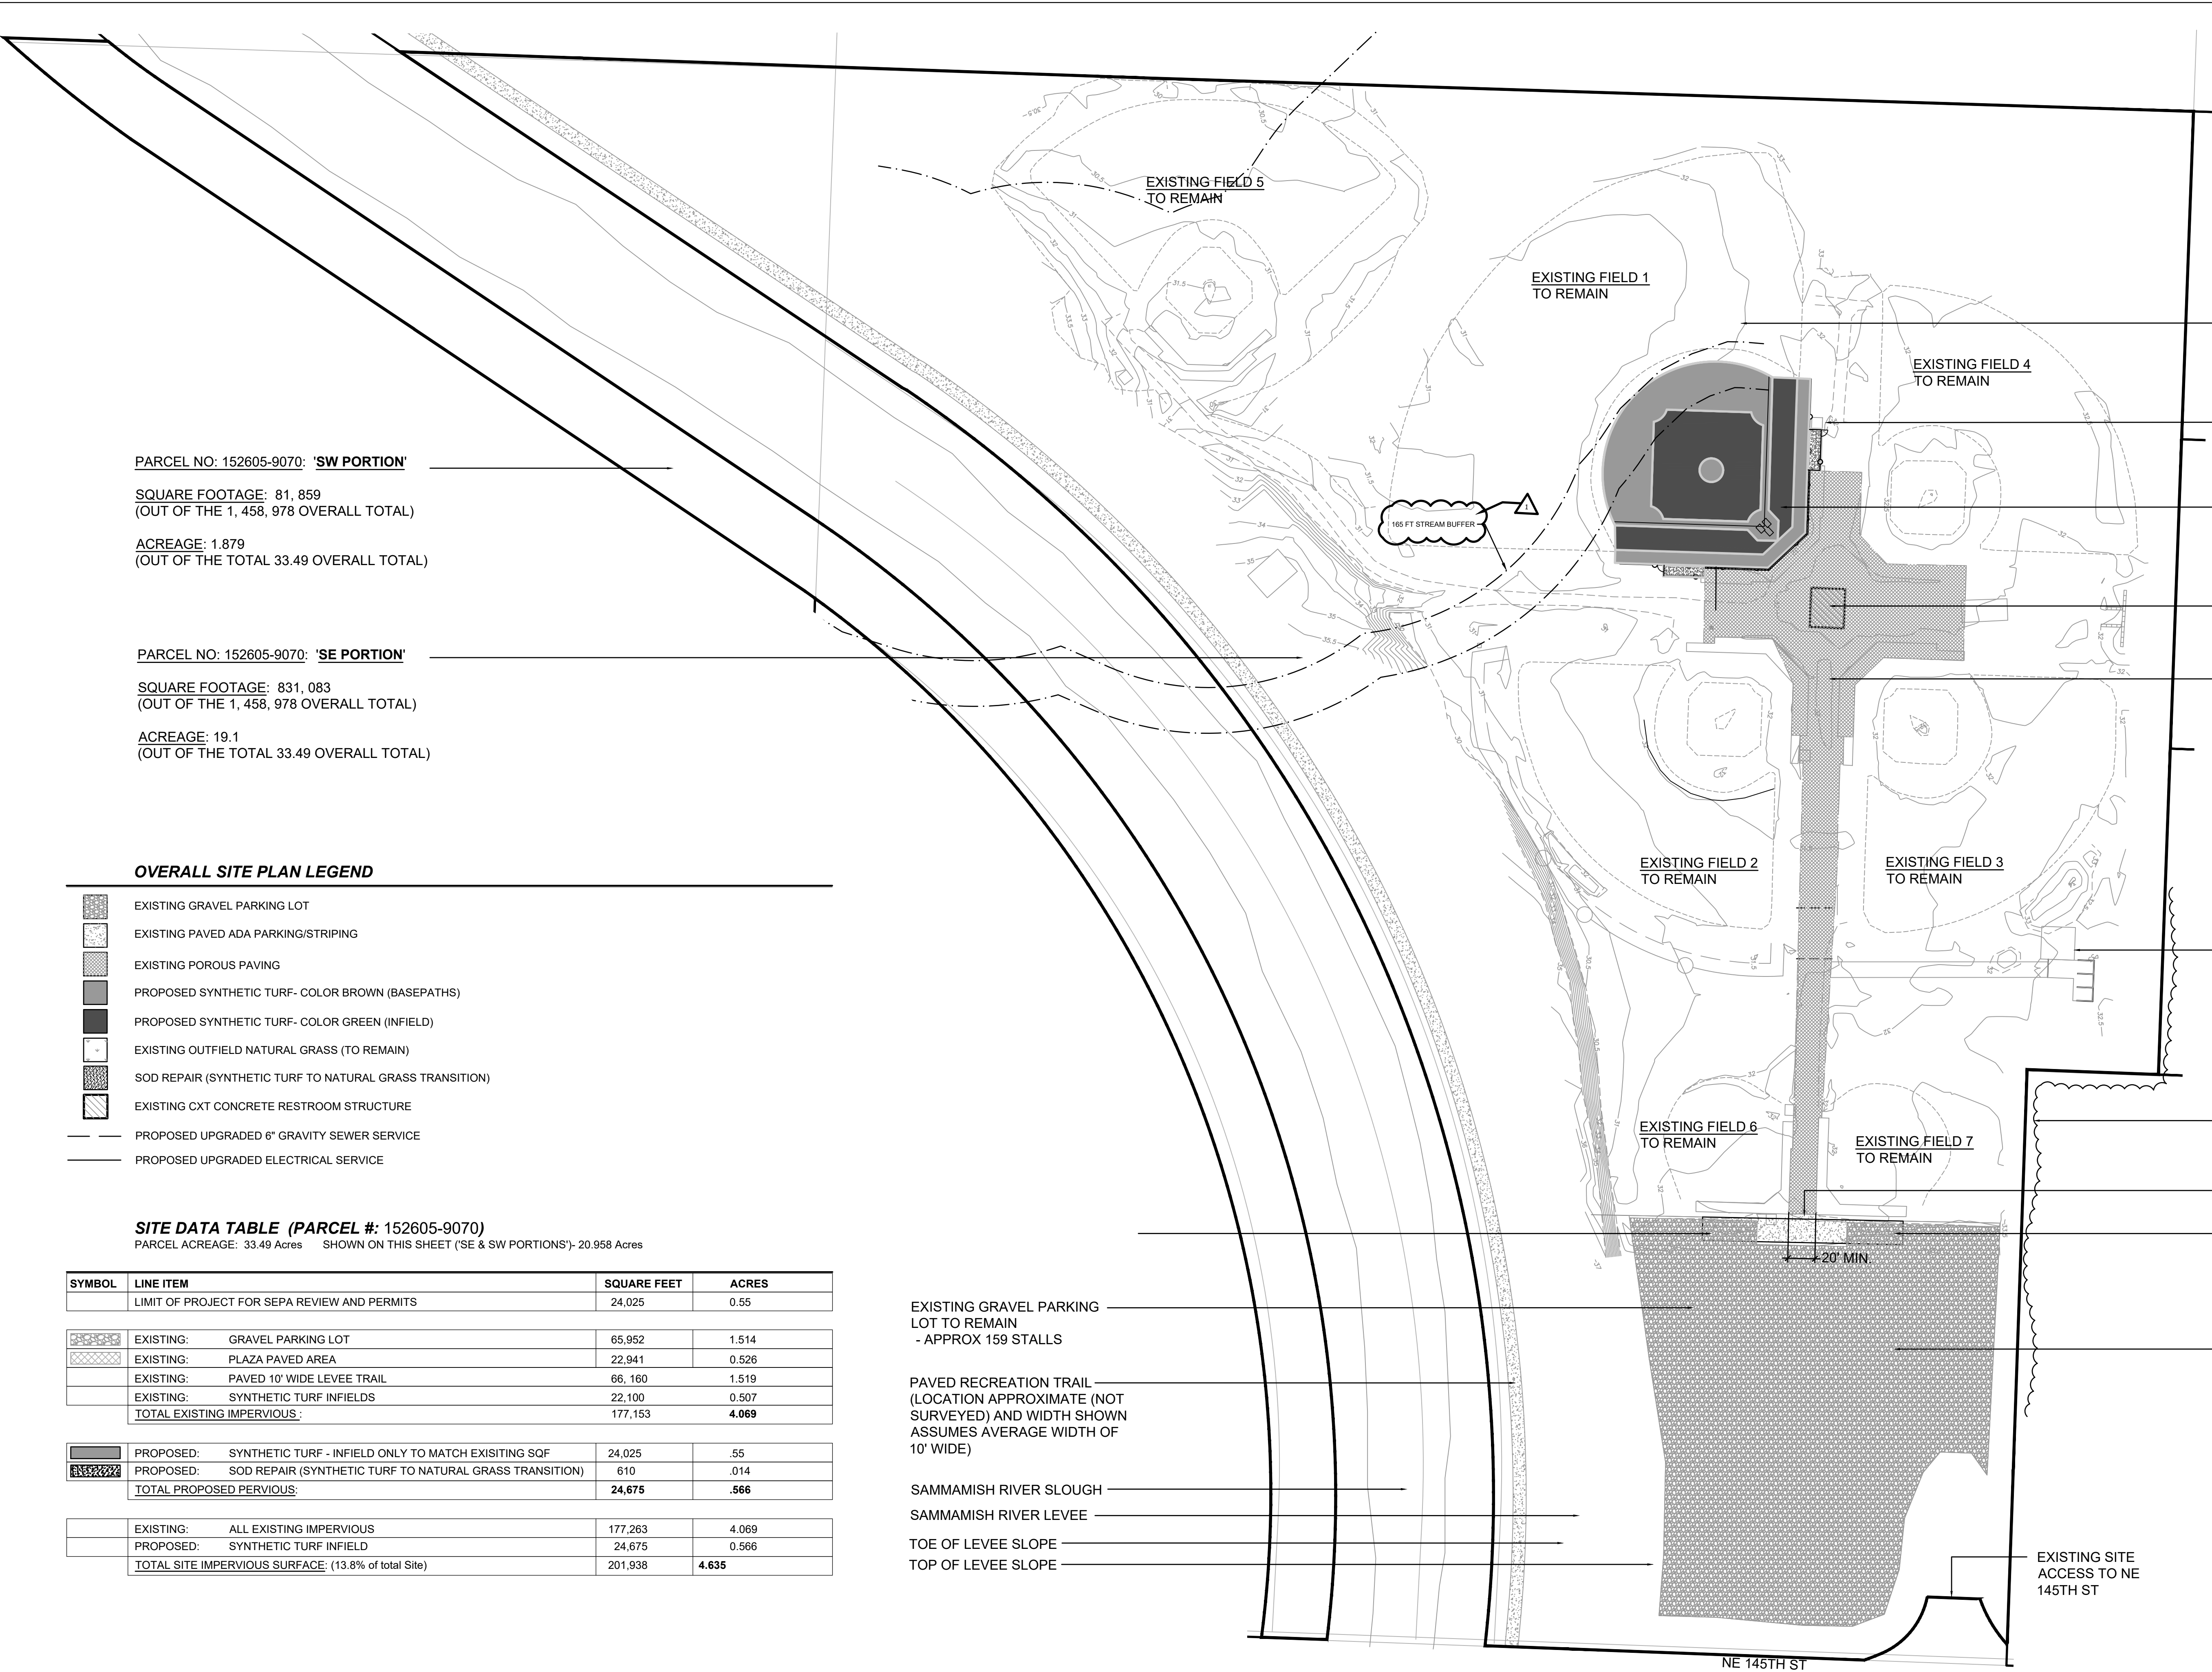 EXISTING FIELD 5
TO REMAIN
EXISTING FIELD 1
TO REMAIN
EXISTING FIELD 4
TO REMAIN
165 FT STREAM BUFFER
1
PARCEL NO: 152605-9070: 'SW PORTION'
SQUARE FOOTAGE: 81, 859
(OUT OF THE 1, 458, 978 OVERALL TOTAL)
ACREAGE: 1.879
(OUT OF THE TOTAL 33.49 OVERALL TOTAL)
PARCEL NO: 152605-9070: 'SE PORTION'
SQUARE FOOTAGE: 831, 083
(OUT OF THE 1, 458, 978 OVERALL TOTAL)
ACREAGE: 19.1
(OUT OF THE TOTAL 33.49 OVERALL TOTAL)
EXISTING FIELD 2
TO REMAIN
EXISTING FIELD 3
TO REMAIN
OVERALL SITE PLAN LEGEND
EXISTING GRAVEL PARKING LOT
EXISTING PAVED ADA PARKING/STRIPING
EXISTING POROUS PAVING
PROPOSED SYNTHETIC TURF- COLOR BROWN (BASEPATHS)
PROPOSED SYNTHETIC TURF- COLOR GREEN (INFIELD)
EXISTING OUTFIELD NATURAL GRASS (TO REMAIN)
SOD REPAIR (SYNTHETIC TURF TO NATURAL GRASS TRANSITION)
EXISTING CXT CONCRETE RESTROOM STRUCTURE
PROPOSED UPGRADED 6" GRAVITY SEWER SERVICE
PROPOSED UPGRADED ELECTRICAL SERVICE
EXISTING FIELD 6
TO REMAIN
EXISTING FIELD 7
TO REMAIN
20' MIN.
SITE DATA TABLE (PARCEL #: 152605-9070)
PARCEL ACREAGE: 33.49 Acres SHOWN ON THIS SHEET ('SE & SW PORTIONS')- 20.958 Acres
SYMBOL LINE ITEM SQUARE FEET ACRES
LIMIT OF PROJECT FOR SEPA REVIEW AND PERMITS 24,025 0.55
EXISTING: GRAVEL PARKING LOT 65,952 1.514
EXISTING: PLAZA PAVED AREA 22,941 0.526
EXISTING: PAVED 10' WIDE LEVEE TRAIL 66, 160 1.519
EXISTING: SYNTHETIC TURF INFIELDS 22,100 0.507
TOTAL EXISTING IMPERVIOUS : 177,153 4.069
PROPOSED: SYNTHETIC TURF - INFIELD ONLY TO MATCH EXISITING SQF 24,025 .55
PROPOSED: SOD REPAIR (SYNTHETIC TURF TO NATURAL GRASS TRANSITION) 610 .014
TOTAL PROPOSED PERVIOUS: 24,675 .566
EXISTING: ALL EXISTING IMPERVIOUS 177,263 4.069
PROPOSED: SYNTHETIC TURF INFIELD 24,675 0.566
TOTAL SITE IMPERVIOUS SURFACE: (13.8% of total Site) 201,938 4.635
EXISTING GRAVEL PARKING
LOT TO REMAIN
- APPROX 159 STALLS
PAVED RECREATION TRAIL
(LOCATION APPROXIMATE (NOT
SURVEYED) AND WIDTH SHOWN
ASSUMES AVERAGE WIDTH OF
10' WIDE)
SAMMAMISH RIVER SLOUGH
SAMMAMISH RIVER LEVEE
TOE OF LEVEE SLOPE
TOP OF LEVEE SLOPE
EXISTING SITE
ACCESS TO NE
145TH ST
NE 145TH ST